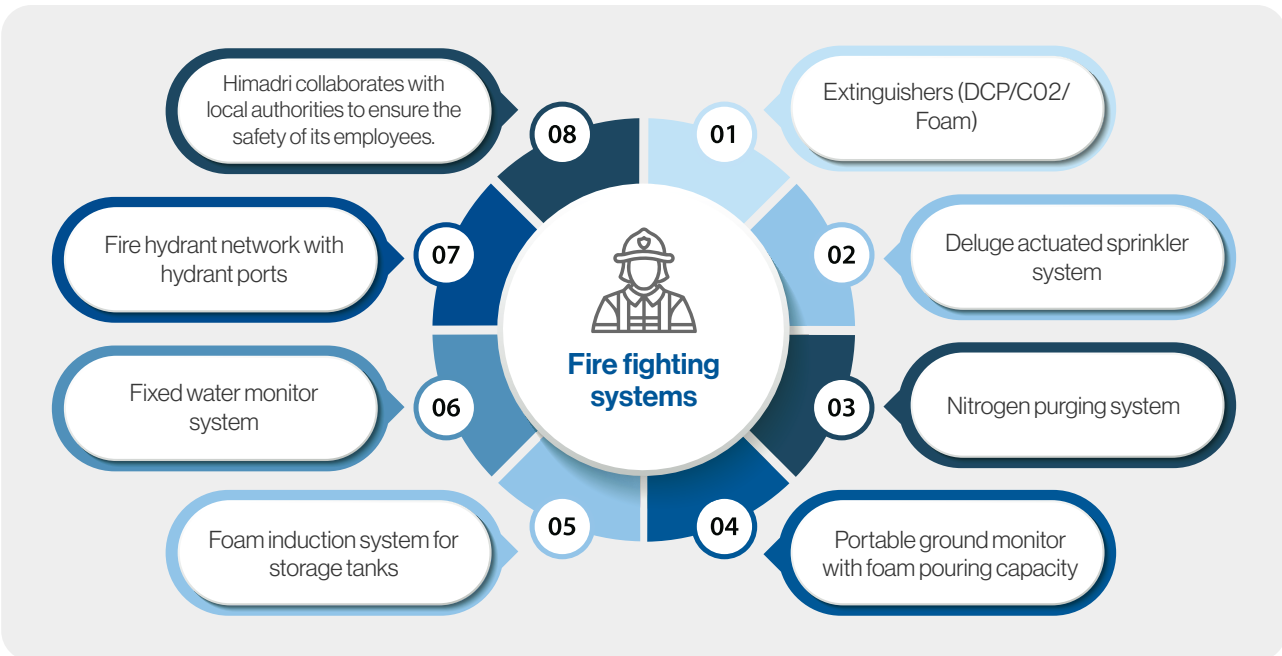 Fire fighting
systems
01
Extinguishers (DCP/C02/
Foam)
02
Deluge actuated sprinkler
system
03
Nitrogen purging system
04
Portable ground monitor
with foam pouring capacity
05
Foam induction system for
storage tanks
06
Fixed water monitor
system
07
Fire hydrant network with
hydrant ports
08
Himadri collaborates with
local authorities to ensure the
safety of its employees.